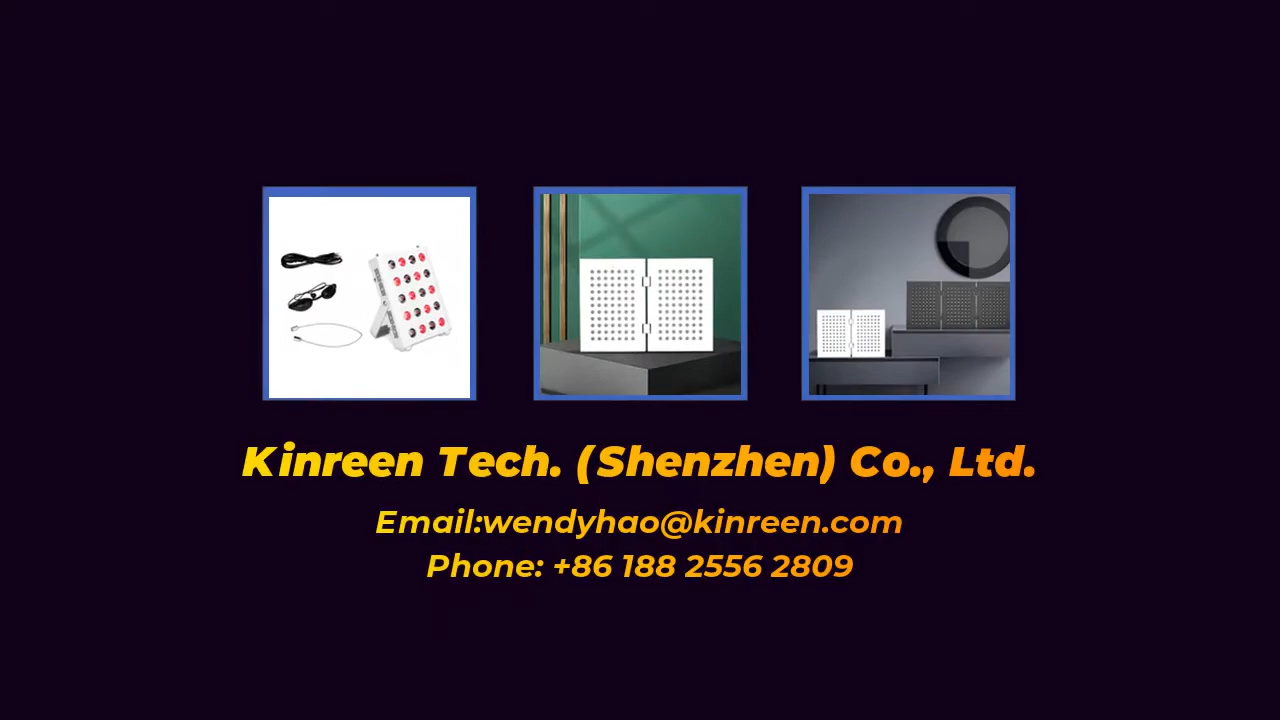 Kinreen Tech. (Shenzhen) Co., Ltd.
Email:wendyhao@kinreen.com
Phone: +86 188 2556 2809